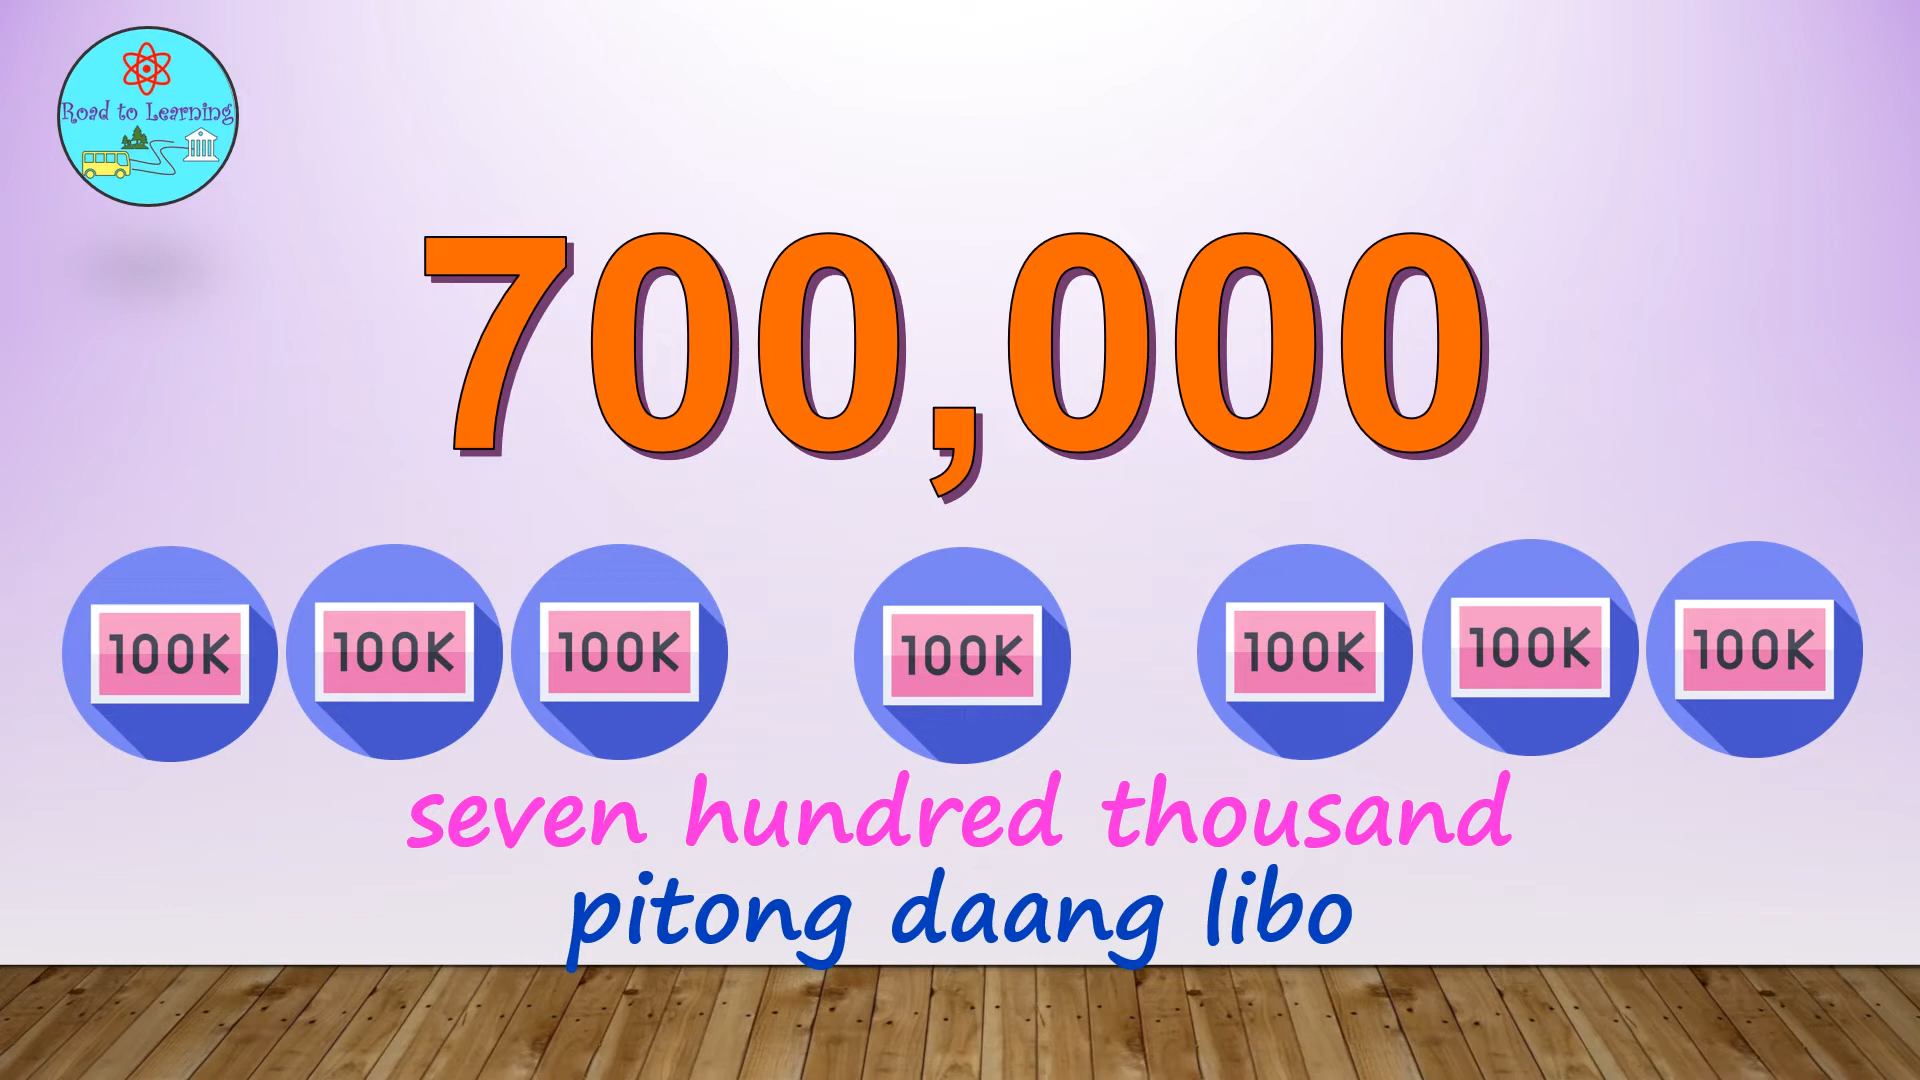 Road to Learning
700,000
100K 100K 100K 100K 100K 100K 100K
seven hundred thousand
pitong daang libo